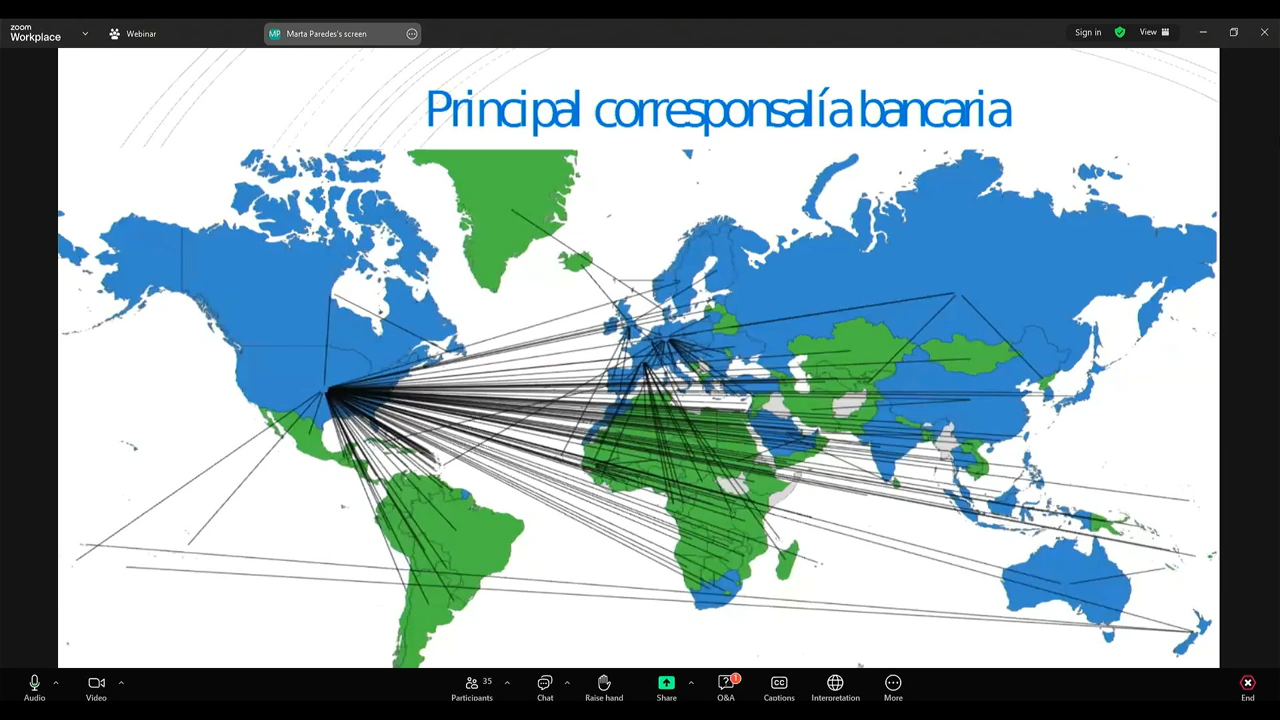 zoom
Workplace
Webinar
MP Marta Paredes's screen
Sign in
View
Principal corresponsalía bancaria
Audio
Video
Participants
35
Chat
Raise hand
Share
Q&A
1
CC
Captions
Interpretation
More
End